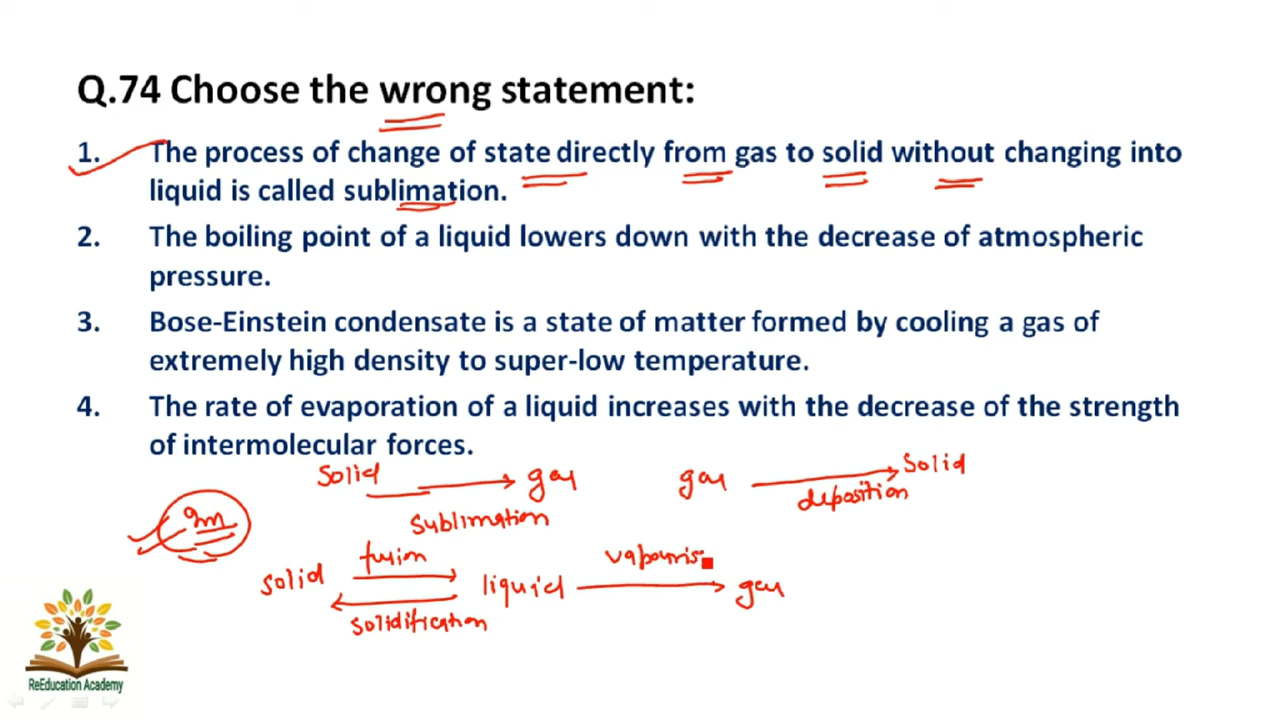 Q.74 Choose the wrong statement:
1. The process of change of state directly from gas to solid without changing into
liquid is called sublimation.
2. The boiling point of a liquid lowers down with the decrease of atmospheric
pressure.
3. Bose-Einstein condensate is a state of matter formed by cooling a gas of
extremely high density to super-low temperature.
4. The rate of evaporation of a liquid increases with the decrease of the strength
of intermolecular forces.
solid gas gas solid
sublimation deposition
fusion vapouris
solid liquid gas
solidification
ReEducation Academy